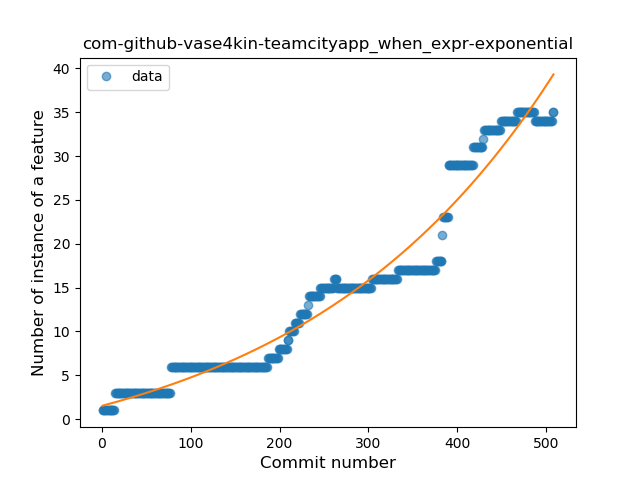 com-github-vase4kin-teamcityapp_when_expr-exponential
data
Number of instance of a feature
40
35
30
25
20
15
10
5
0
0 100 200 300 400 500
Commit number